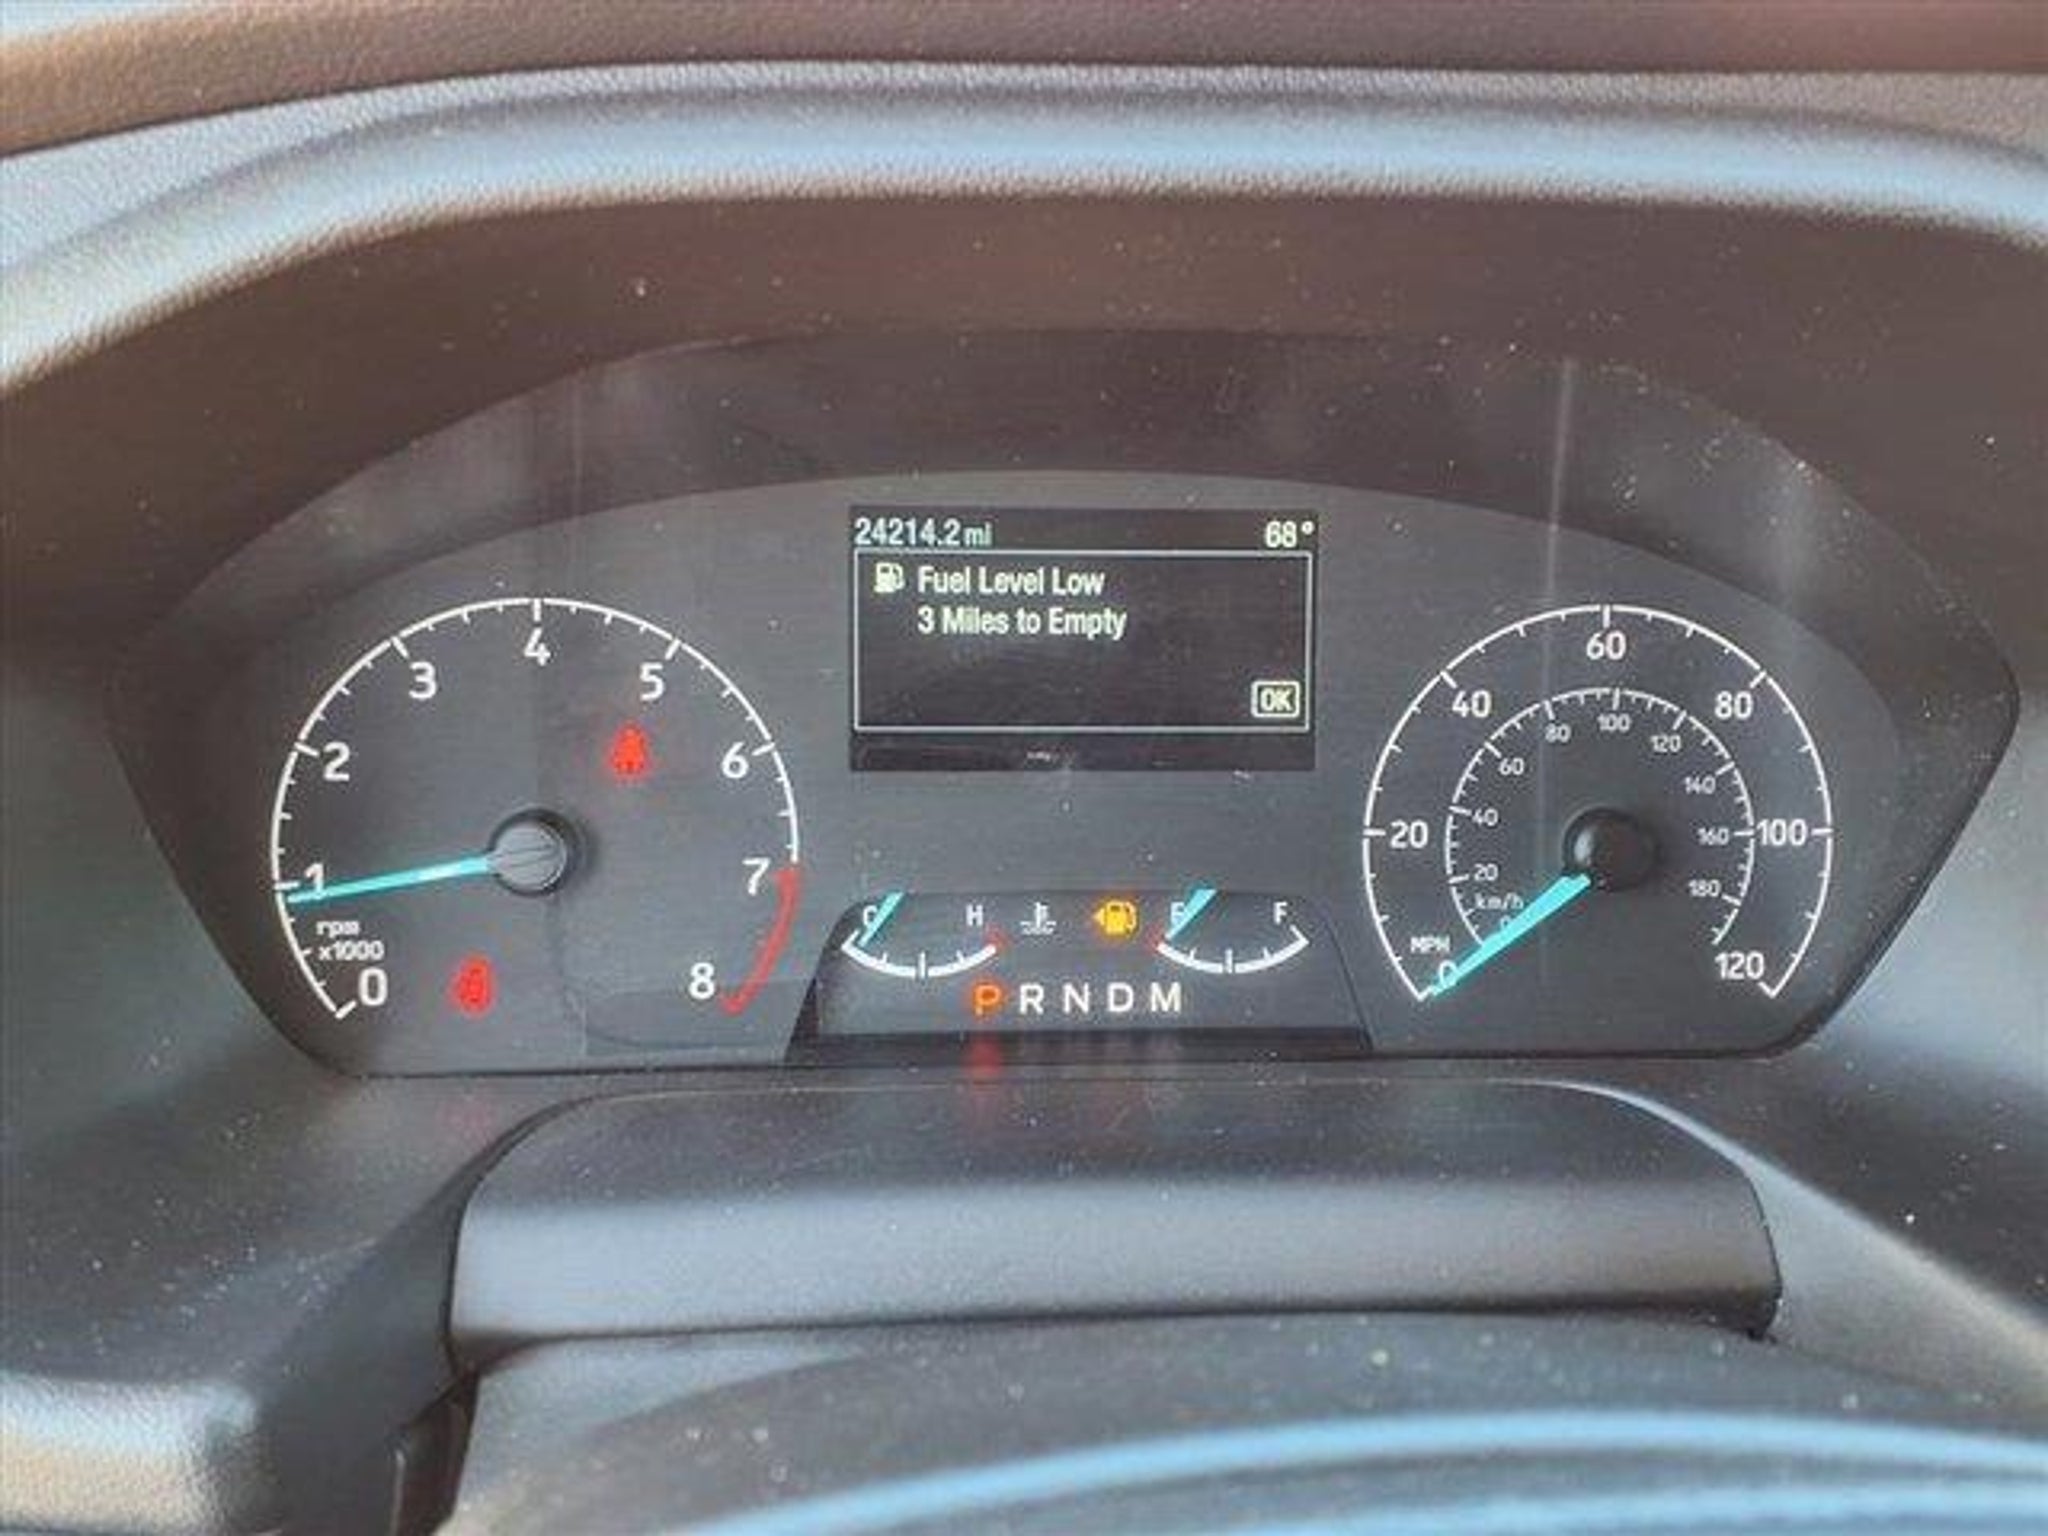 24214.2 mi 68°
Fuel Level Low
3 Miles to Empty
OK
0 1 2 3 4 5 6 7 8
rpm
x1000
C H E F
P R N D M
0 20 40 60 80 100 120
MPH
0 20 40 60 80 100 120 140 160 180
km/h